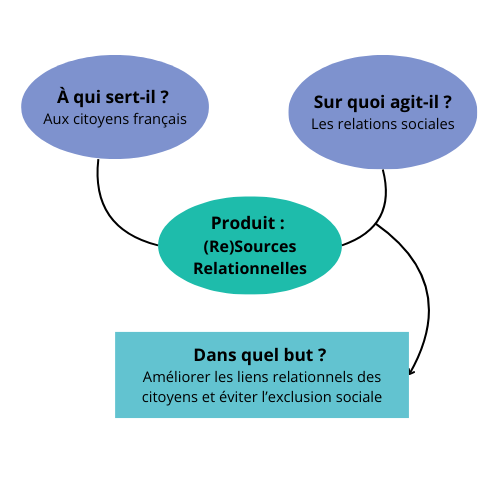 À qui sert-il ?
Aux citoyens français
Sur quoi agit-il ?
Les relations sociales
Produit :
(Re)Sources
Relationnelles
Dans quel but ?
Améliorer les liens relationnels des
citoyens et éviter l’exclusion sociale